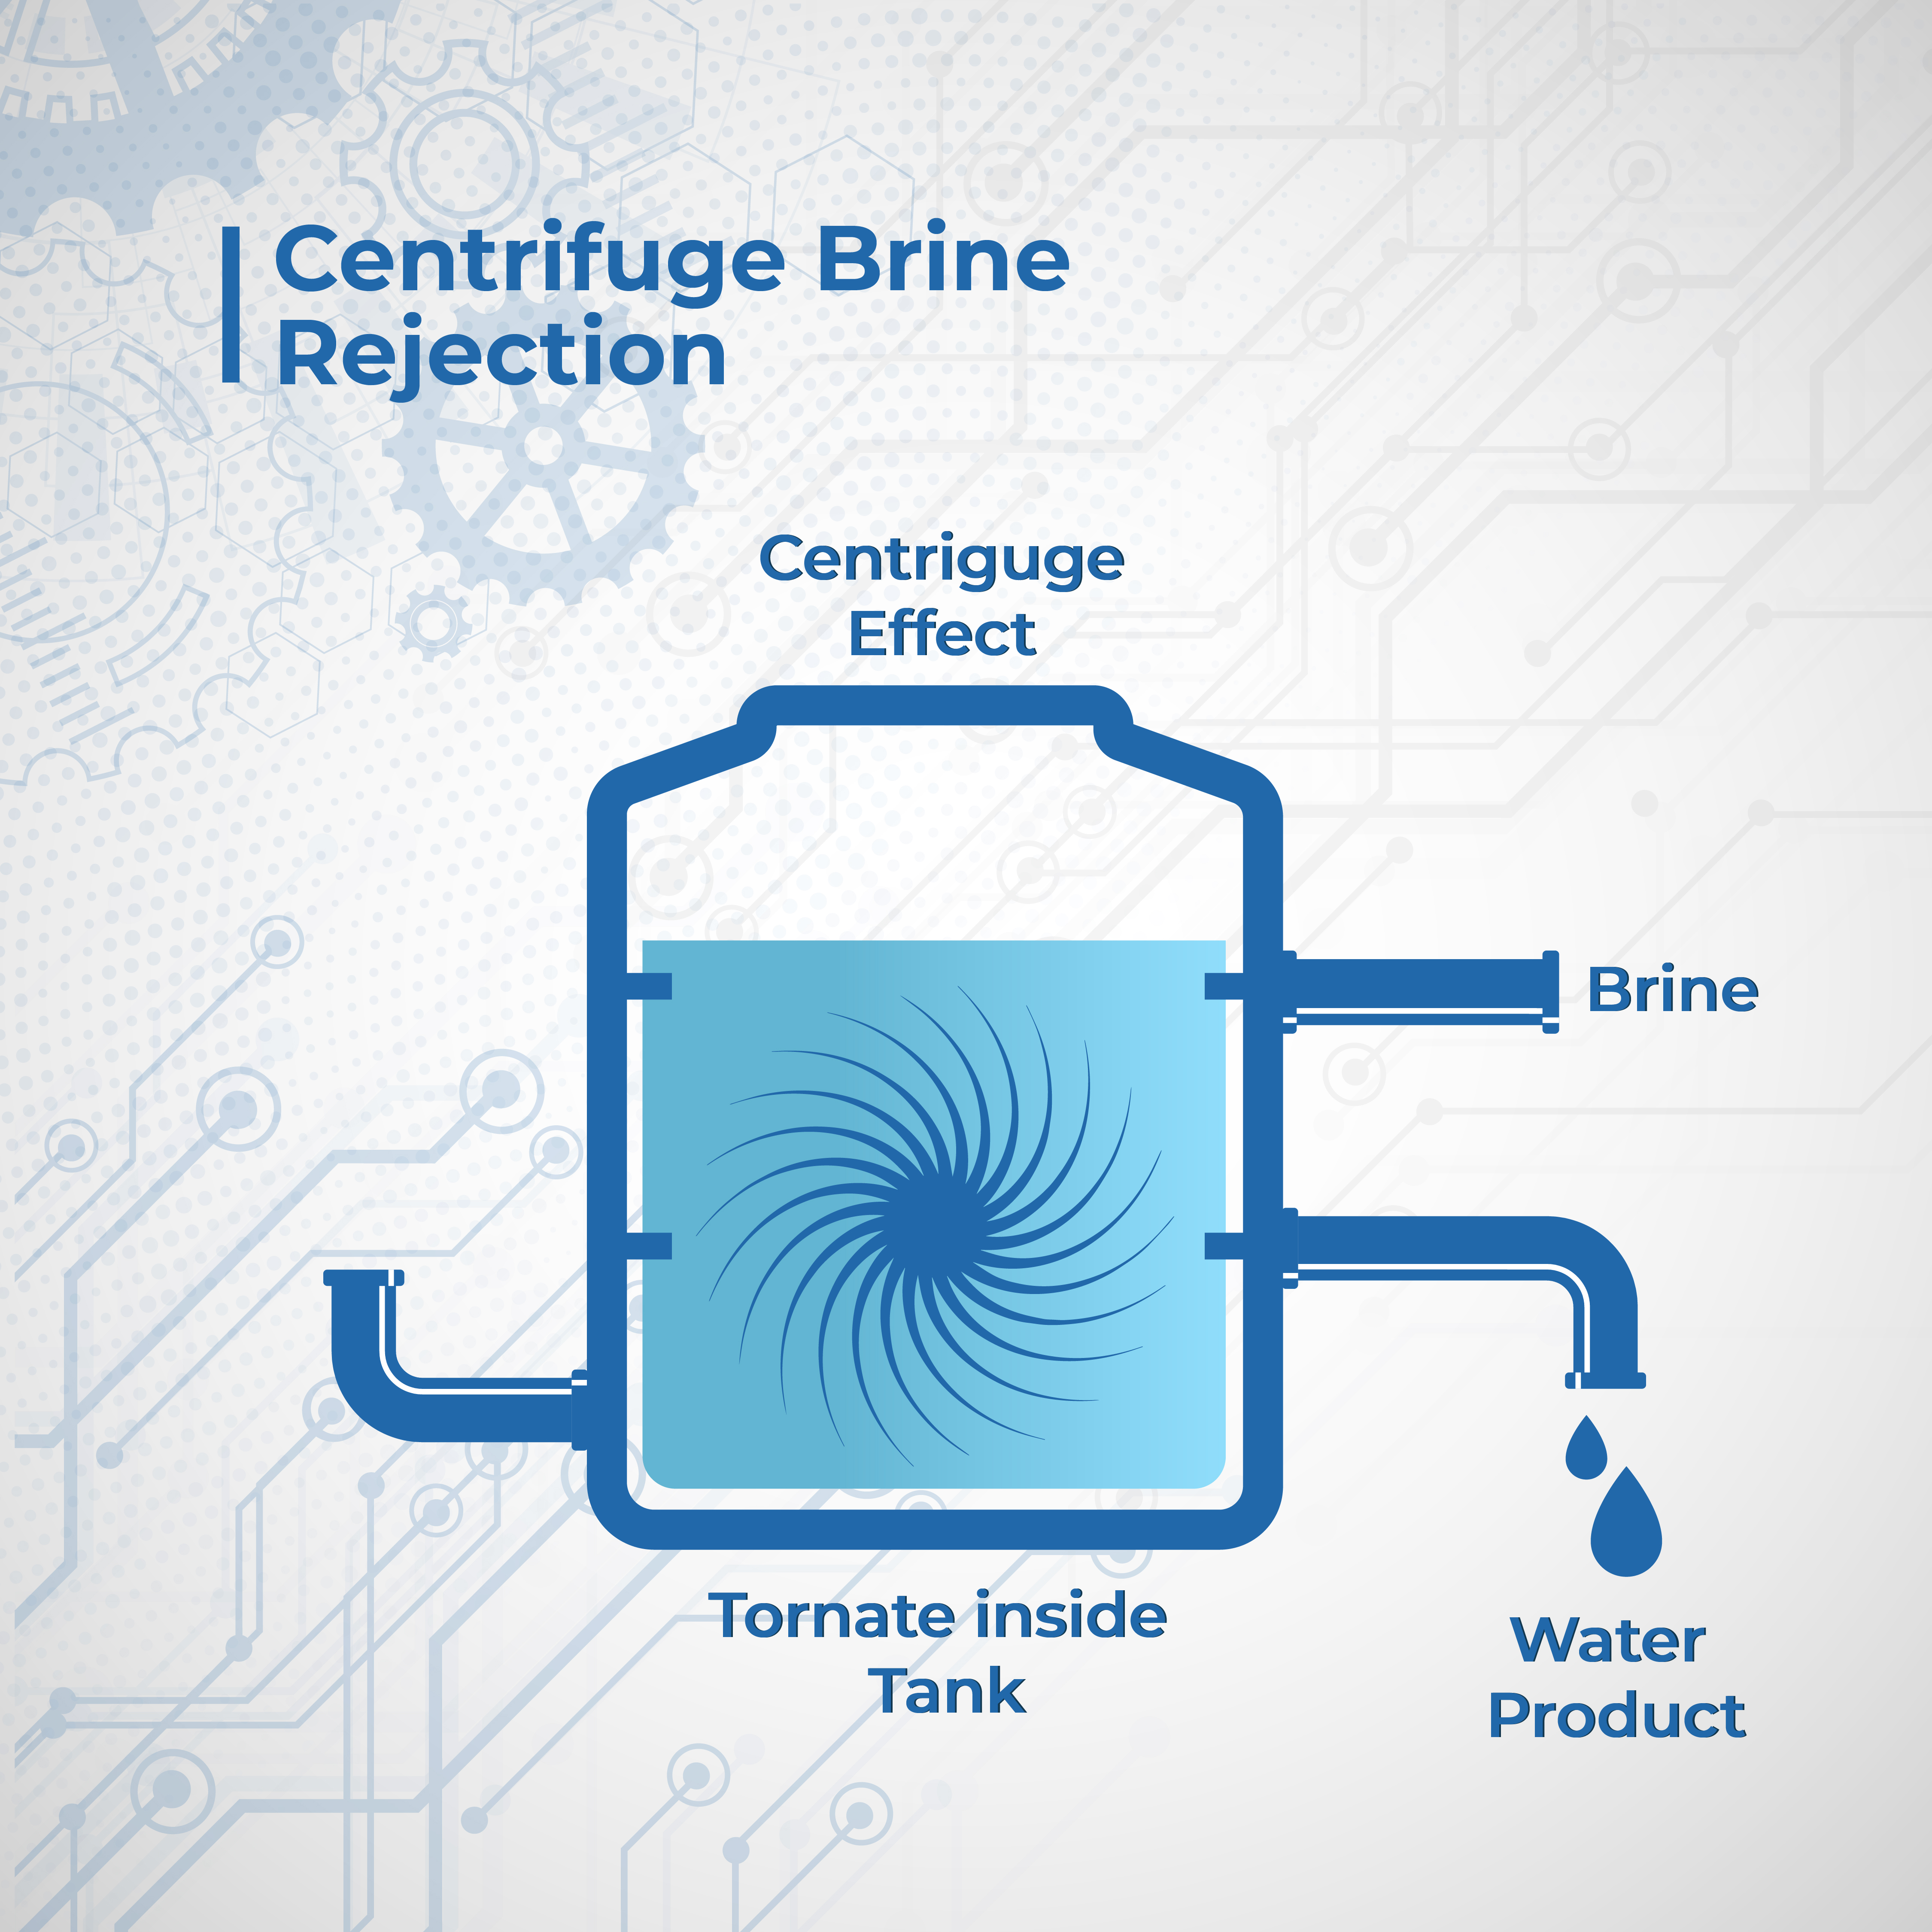 Centrifuge Brine
Rejection
Centriguge
Effect
Brine
Tornate inside
Tank
Water
Product